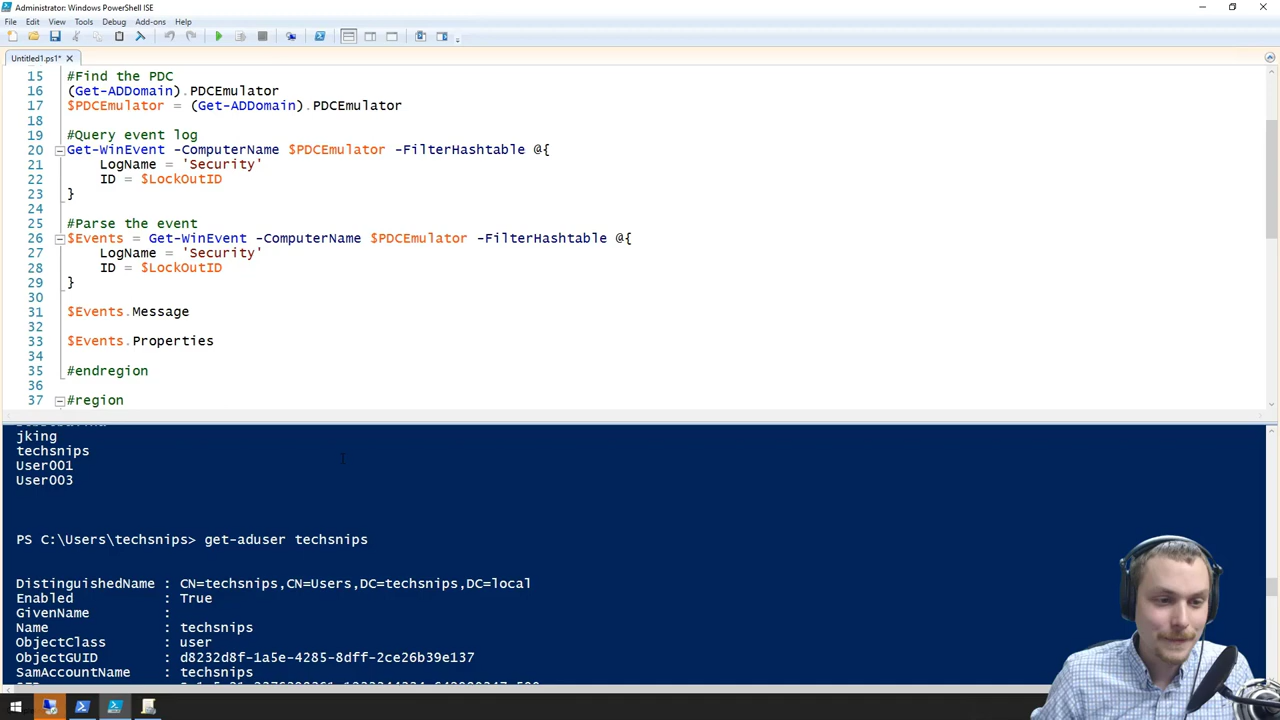 Administrator: Windows PowerShell ISE
File Edit View Tools Debug Add-ons Help
Untitled1.ps1*
15 #Find the PDC
16 (Get-ADDomain).PDCEmulator
17 $PDCEmulator = (Get-ADDomain).PDCEmulator
18
19 #Query event log
20 Get-WinEvent -ComputerName $PDCEmulator -FilterHashtable @{
21 LogName = 'Security'
22 ID = $LockOutID
23 }
24
25 #Parse the event
26 $Events = Get-WinEvent -ComputerName $PDCEmulator -FilterHashtable @{
27 LogName = 'Security'
28 ID = $LockOutID
29 }
30
31 $Events.Message
32
33 $Events.Properties
34
35 #endregion
36
37 #region
jking
techsnips
User001
User003
PS C:\Users\techsnips> get-aduser techsnips
DistinguishedName : CN=techsnips,CN=Users,DC=techsnips,DC=local
Enabled : True
GivenName :
Name : techsnips
ObjectClass : user
ObjectGUID : d8232d8f-1a5e-4285-8dff-2ce26b39e137
SamAccountName : techsnips